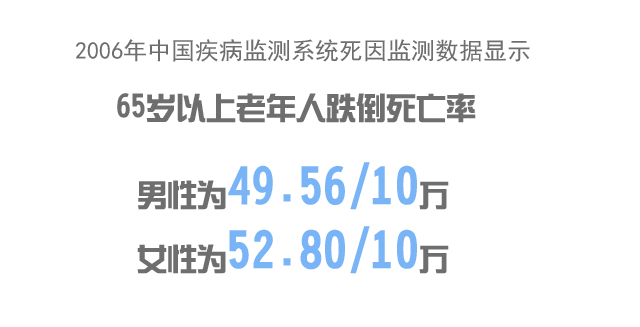 2006年中国疾病监测系统死因监测数据显示
65岁以上老年人跌倒死亡率
男性为49.56/10万
女性为52.80/10万